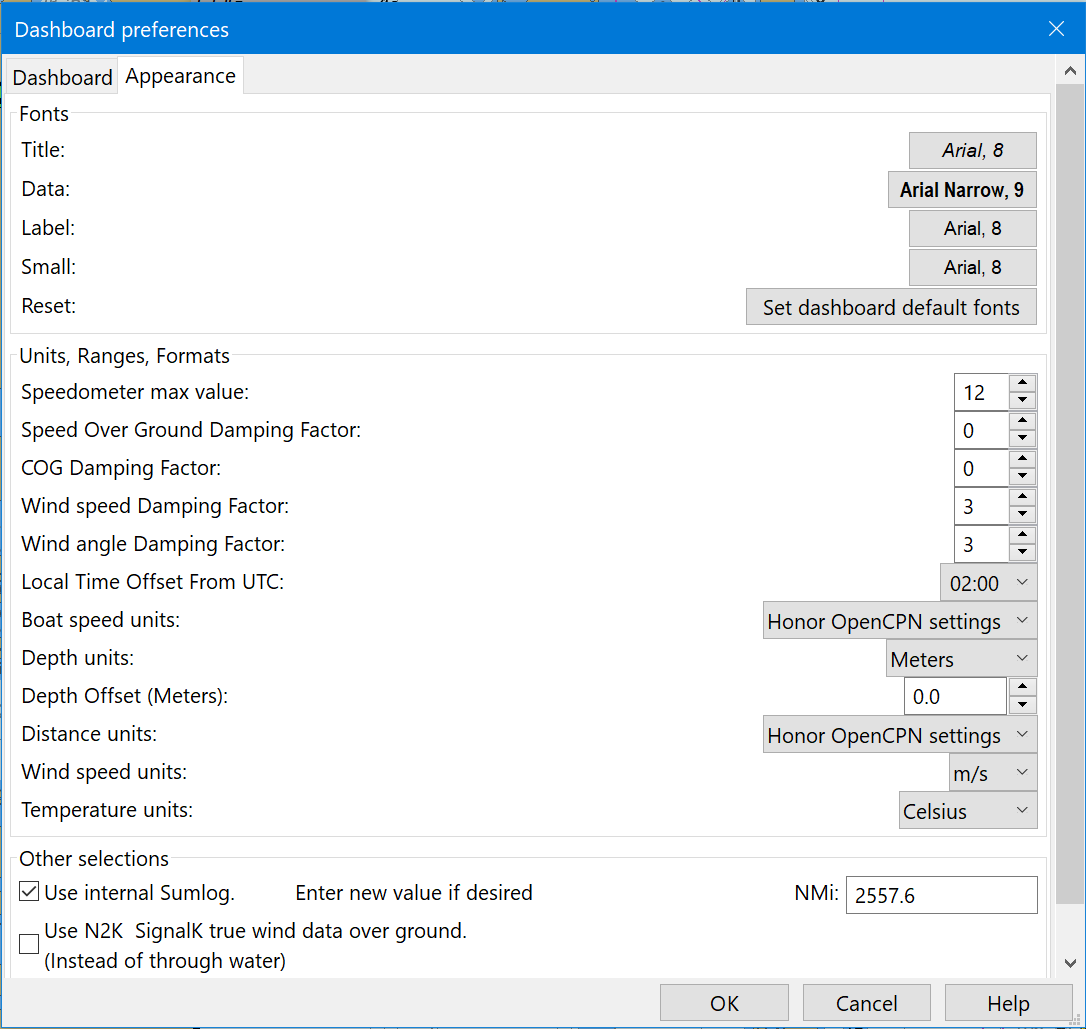 Dashboard preferences
Dashboard Appearance
Fonts
Title: Arial, 8
Data: Arial Narrow, 9
Label: Arial, 8
Small: Arial, 8
Reset: Set dashboard default fonts
Units, Ranges, Formats
Speedometer max value: 12
Speed Over Ground Damping Factor: 0
COG Damping Factor: 0
Wind speed Damping Factor: 3
Wind angle Damping Factor: 3
Local Time Offset From UTC: 02:00
Boat speed units: Honor OpenCPN settings
Depth units: Meters
Depth Offset (Meters): 0.0
Distance units: Honor OpenCPN settings
Wind speed units: m/s
Temperature units: Celsius
Other selections
Use internal Sumlog. Enter new value if desired NMi: 2557.6
Use N2K  SignalK true wind data over ground.
(Instead of through water)
OK Cancel Help